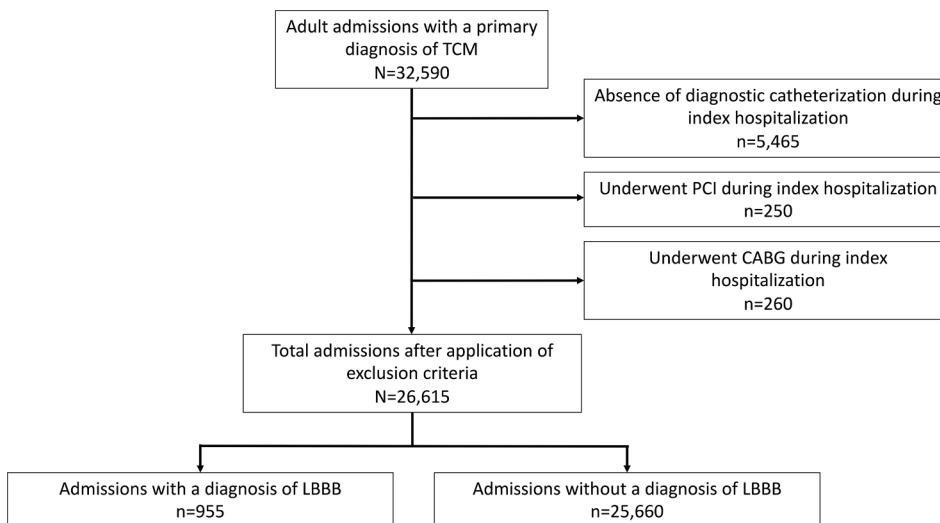 Adult admissions with a primary
diagnosis of TCM
N=32,590
Absence of diagnostic catheterization during
index hospitalization
n=5,465
Underwent PCI during index hospitalization
n=250
Underwent CABG during index
hospitalization
n=260
Total admissions after application of
exclusion criteria
N=26,615
Admissions with a diagnosis of LBBB
n=955
Admissions without a diagnosis of LBBB
n=25,660